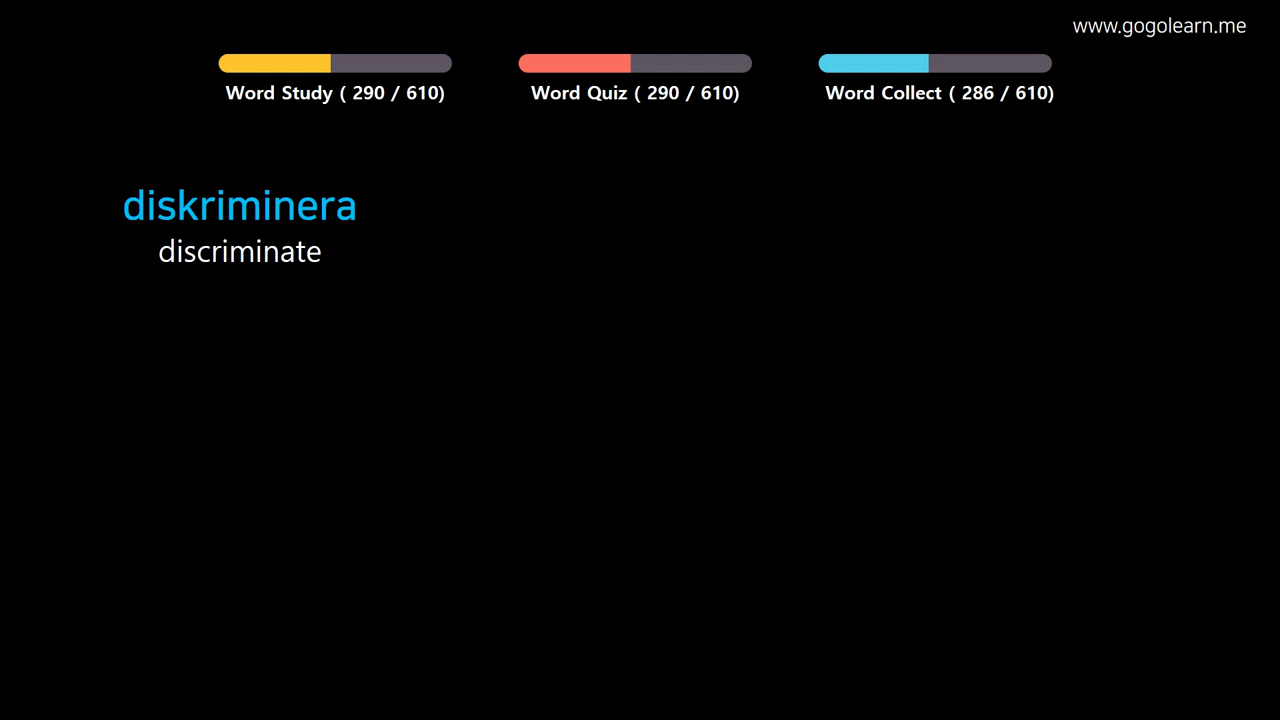 www.gogolearn.me
Word Study ( 290 / 610)
Word Quiz ( 290 / 610)
Word Collect ( 286 / 610)
diskriminera
discriminate